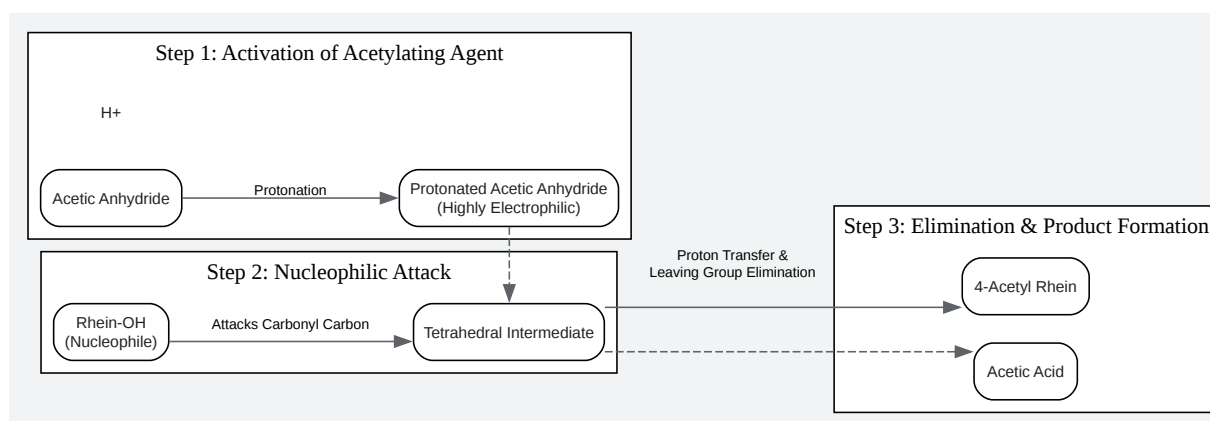 Step 1: Activation of Acetylating Agent
H+
Acetic Anhydride
Protonation
Protonated Acetic Anhydride
(Highly Electrophilic)
Step 2: Nucleophilic Attack
Rhein-OH
(Nucleophile)
Attacks Carbonyl Carbon
Tetrahedral Intermediate
Proton Transfer &
Leaving Group Elimination
Step 3: Elimination & Product Formation
4-Acetyl Rhein
Acetic Acid